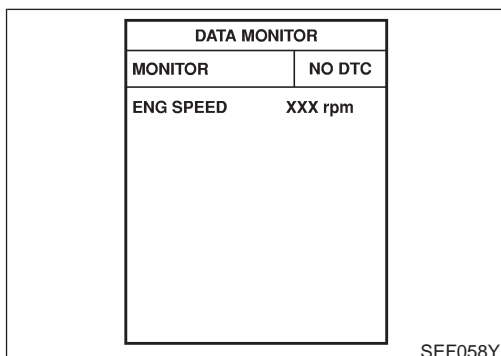 DATA MONITOR
MONITOR NO DTC
ENG SPEED XXX rpm
SEF058Y